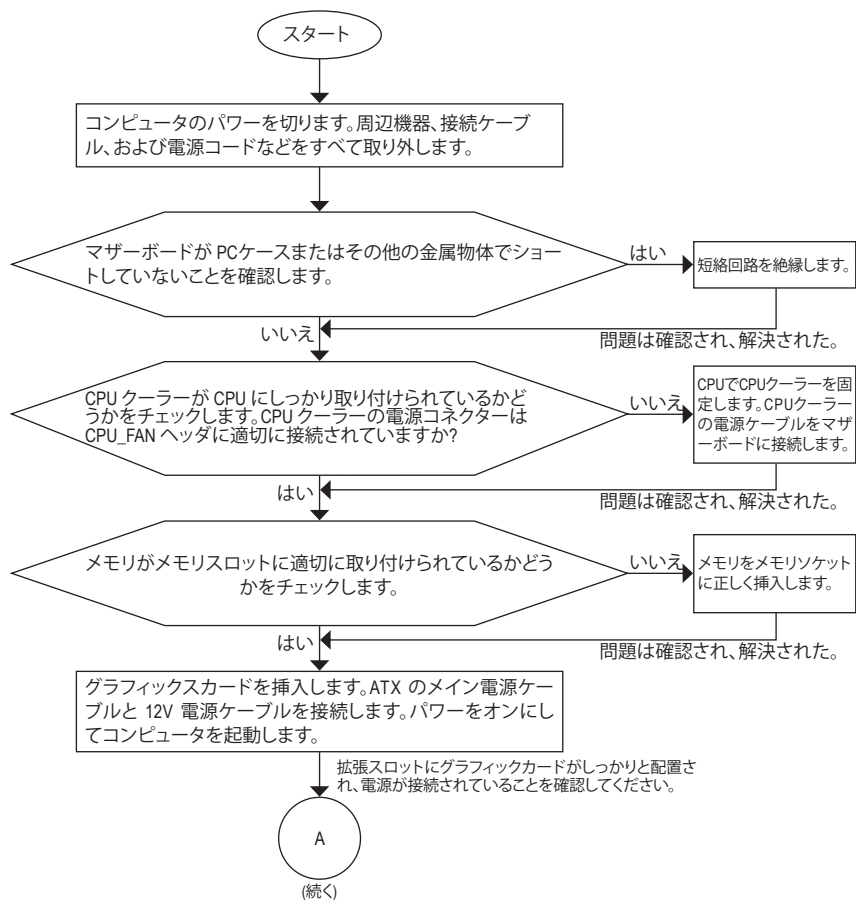 スタート
コンピュータのパワーを切ります。周辺機器、接続ケーブ
ル、および電源コードなどをすべて取り外します。
マザーボードが PCケースまたはその他の金属物体でショー
トしていないことを確認します。
はい
短絡回路を絶縁します。
いいえ
問題は確認され、解決された。
CPU クーラーが CPU にしっかり取り付けられているかど
うかをチェックします。CPU クーラーの電源コネクターは
CPU_FAN ヘッダに適切に接続されていますか?
いいえ
CPUでCPUクーラーを固
定します。CPUクーラー
の電源ケーブルをマザ
ーボードに接続します。
はい
問題は確認され、解決された。
メモリがメモリスロットに適切に取り付けられているかどう
かをチェックします。
いいえ
メモリをメモリソケット
に正しく挿入します。
はい
問題は確認され、解決された。
グラフィックスカードを挿入します。ATX のメイン電源ケー
ブルと 12V 電源ケーブルを接続します。パワーをオンにし
てコンピュータを起動します。
拡張スロットにグラフィックカードがしっかりと配置さ
れ、電源が接続されていることを確認してください。
A
(続く)